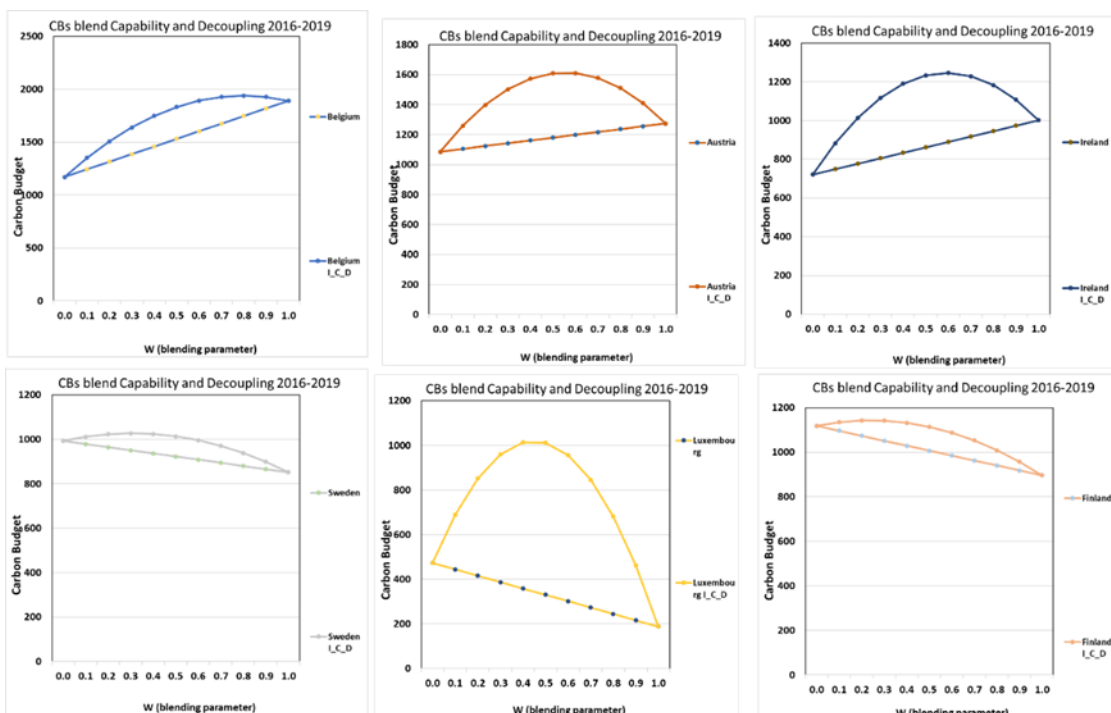 CBs blend Capability and Decoupling 2016-2019
2500
2000
1500
1000
500
0
Carbon Budget
0.0 0.1 0.2 0.3 0.4 0.5 0.6 0.7 0.8 0.9 1.0
W (blending parameter)
Belgium
Belgium
I_C_D
CBs blend Capability and Decoupling 2016-2019
1800
1600
1400
1200
1000
800
600
400
200
0
Carbon Budget
0.0 0.1 0.2 0.3 0.4 0.5 0.6 0.7 0.8 0.9 1.0
W (blending parameter)
Austria
Austria
I_C_D
CBs blend Capability and Decoupling 2016-2019
1400
1200
1000
800
600
400
200
0
Carbon Budget
0.0 0.1 0.2 0.3 0.4 0.5 0.6 0.7 0.8 0.9 1.0
W (blending parameter)
Ireland
Ireland
I_C_D
CBs blend Capability and Decoupling 2016-2019
1200
1000
800
600
400
200
0
Carbon Budget
0.0 0.1 0.2 0.3 0.4 0.5 0.6 0.7 0.8 0.9 1.0
W (blending parameter)
Sweden
Sweden
I_C_D
CBs blend Capability and Decoupling 2016-2019
1200
1000
800
600
400
200
0
Carbon Budget
0.0 0.1 0.2 0.3 0.4 0.5 0.6 0.7 0.8 0.9 1.0
W (blending parameter)
Luxembou
rg
Luxembou
rg I_C_D
CBs blend Capability and Decoupling 2016-2019
1200
1000
800
600
400
200
0
Carbon Budget
0.0 0.1 0.2 0.3 0.4 0.5 0.6 0.7 0.8 0.9 1.0
W (blending parameter)
Finland
Finland
I_C_D